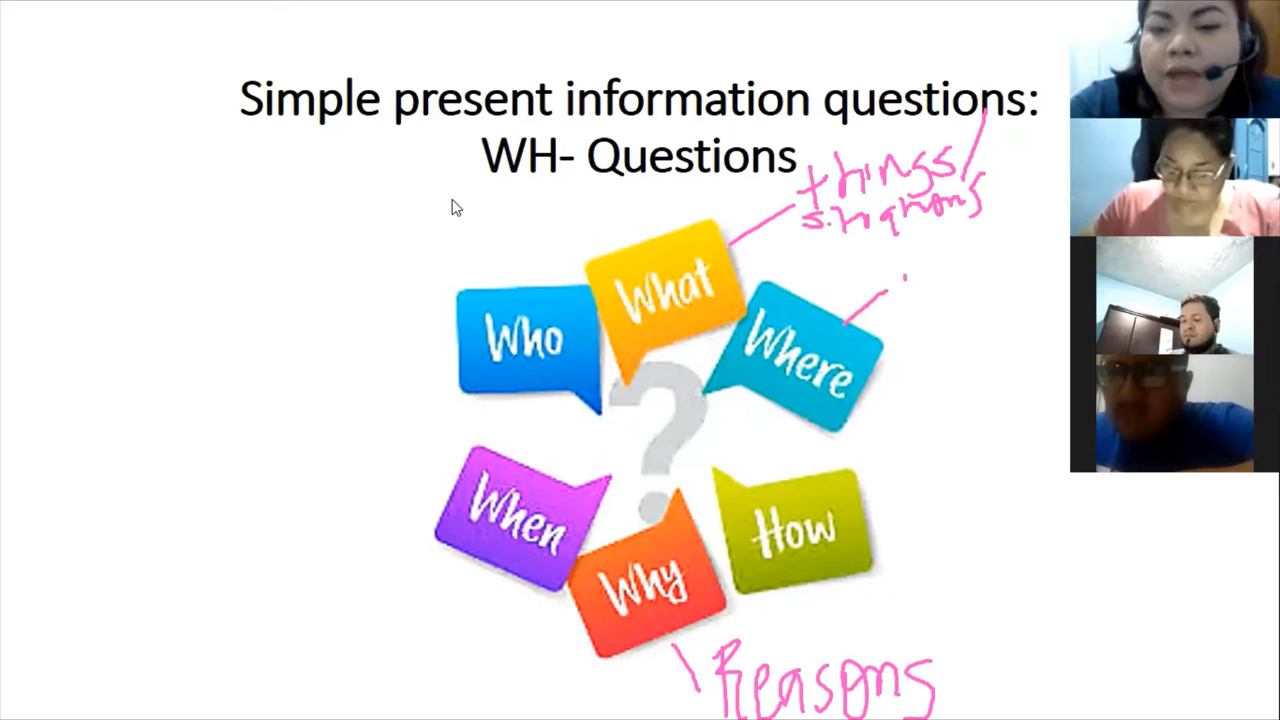 Simple present information questions:
WH- Questions
things/
situations
What
Who
Where
When
How
Why
Reasons